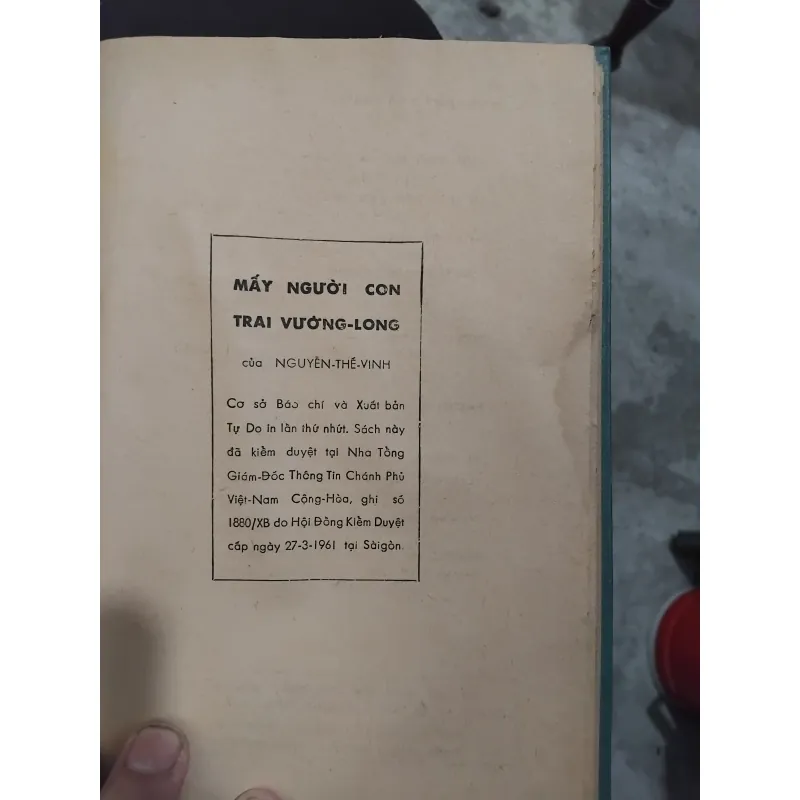 MẤY NGƯỜI CON
TRAI VƯỚNG-LONG
của NGUYỄN-THẾ-VINH
Cơ sở Báo chí và Xuất bản
Tự Do in lần thứ nhứt. Sách này
đã kiểm duyệt tại Nha Tổng
Giám-Đốc Thông Tin Chánh Phủ
Việt-Nam Cộng-Hòa, ghi số
1880/XB do Hội Đồng Kiểm Duyệt
cấp ngày 27-3-1961 tại Sàigòn